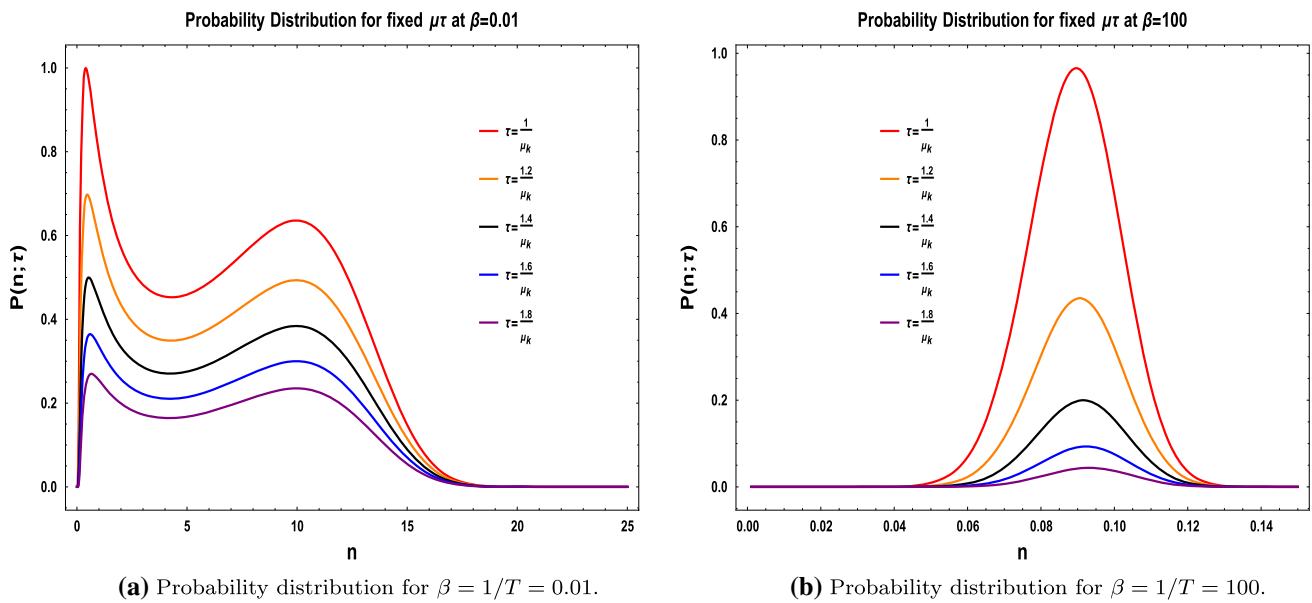 Probability Distribution for fixed μτ at β=0.01
P(n;τ)
1.0
0.8
0.6
0.4
0.2
0.0
0
5
10
15
20
25
n
τ=1/μk
τ=1.2/μk
τ=1.4/μk
τ=1.6/μk
τ=1.8/μk
(a) Probability distribution for β = 1/T = 0.01.
Probability Distribution for fixed μτ at β=100
P(n;τ)
1.0
0.8
0.6
0.4
0.2
0.0
0.00
0.02
0.04
0.06
0.08
0.10
0.12
0.14
n
τ=1/μk
τ=1.2/μk
τ=1.4/μk
τ=1.6/μk
τ=1.8/μk
(b) Probability distribution for β = 1/T = 100.